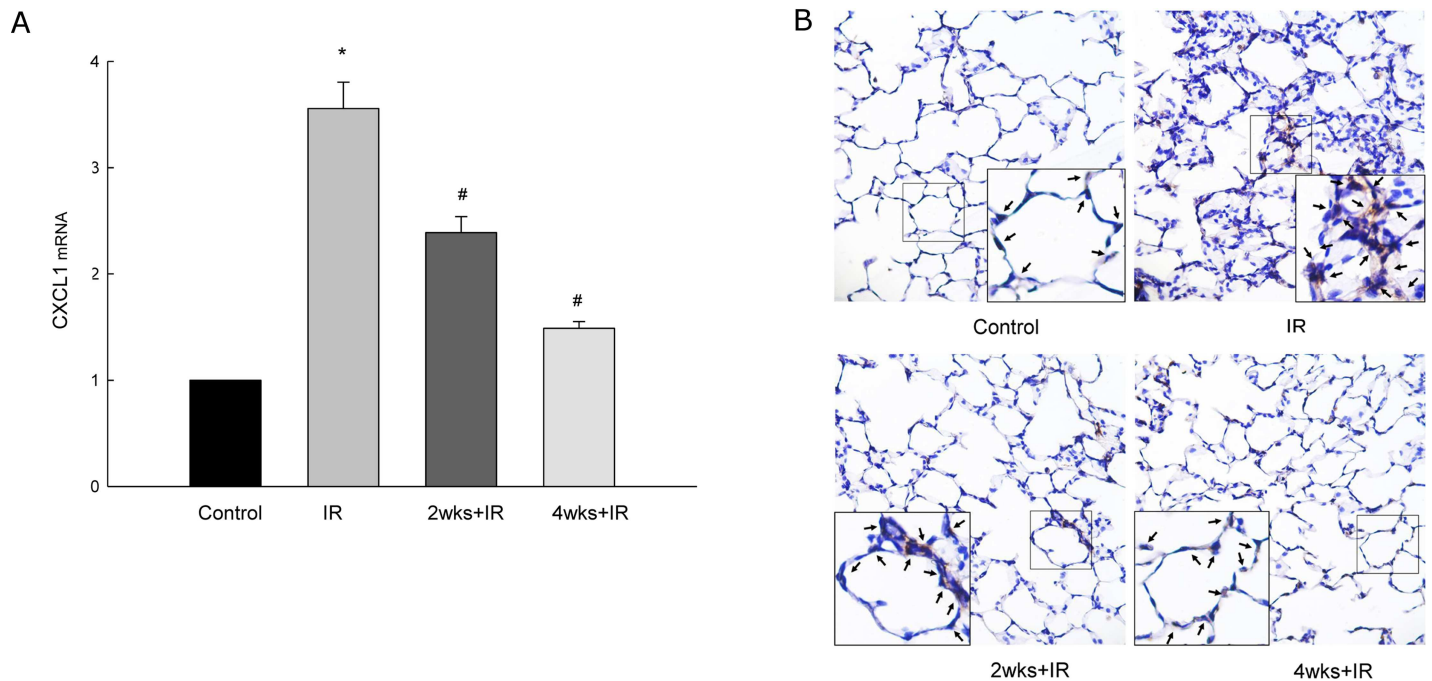 A
4
3
2
1
0
CXCL1 mRNA
*
#
#
Control
IR
2wks+IR
4wks+IR
B
Control
IR
2wks+IR
4wks+IR